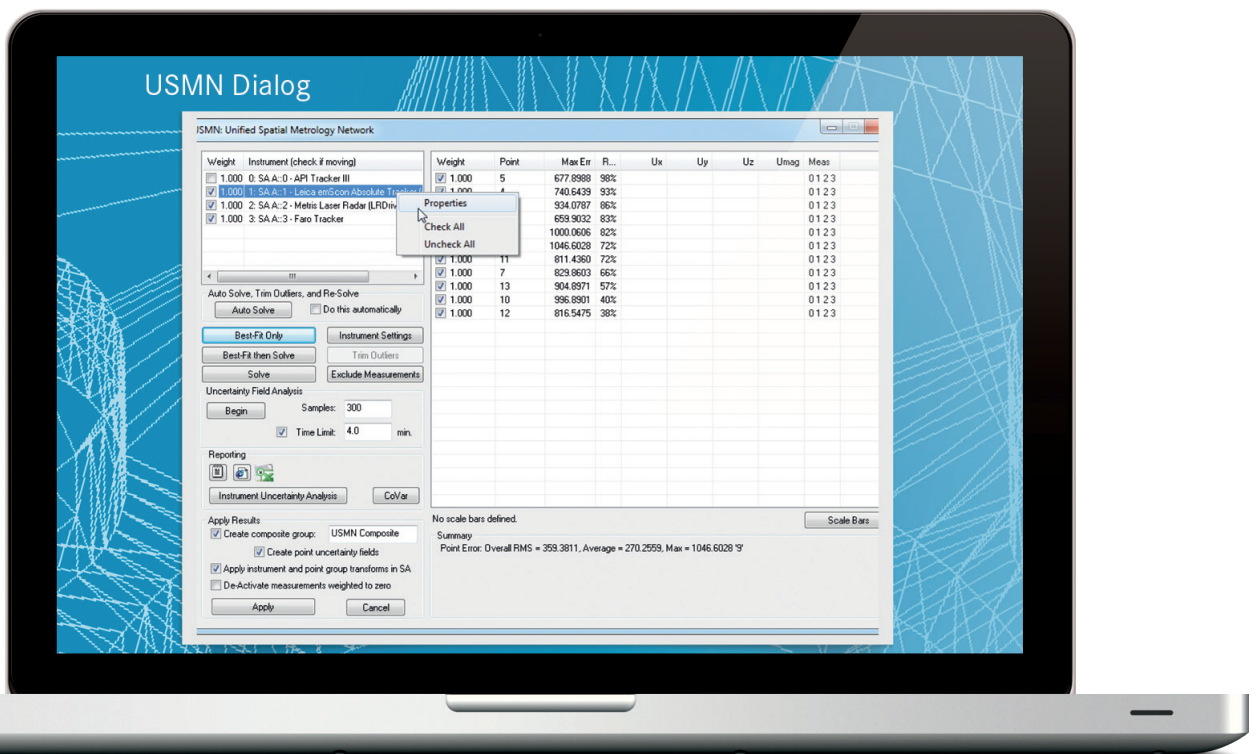 USMN Dialog
JSMN: Unified Spatial Metrology Network
Weight Instrument (check if moving)
1.000 0: SA A::0 - API Tracker III
1.000 1: SA A::1 - Leica emScon Absolute Tracker (
1.000 2: SA A::2 - Metris Laser Radar (LRDriv
1.000 3: SA A::3 - Faro Tracker
Properties
Check All
Uncheck All
Auto Solve, Trim Outliers, and Re-Solve
Auto Solve Do this automatically
Best-Fit Only Instrument Settings
Best-Fit then Solve Trim Outliers
Solve Exclude Measurements
Uncertainty Field Analysis
Begin Samples: 300
Time Limit: 4.0 min.
Reporting
Instrument Uncertainty Analysis CoVar
Apply Results
Create composite group: USMN Composite
Create point uncertainty fields
Apply instrument and point group transforms in SA
De-Activate measurements weighted to zero
Apply Cancel
Weight Point Max Err R... Ux Uy Uz Umag Meas
1.000 5 677.8988 98% 0 1 2 3
1.000 4 740.6439 93% 0 1 2 3
934.0787 86% 0 1 2 3
659.9032 83% 0 1 2 3
1000.0606 82% 0 1 2 3
1046.6028 72% 0 1 2 3
1.000 11 811.4360 72% 0 1 2 3
1.000 7 829.8603 66% 0 1 2 3
1.000 13 904.8971 57% 0 1 2 3
1.000 10 996.8901 40% 0 1 2 3
1.000 12 816.5475 38% 0 1 2 3
No scale bars defined. Scale Bars
Summary
Point Error: Overall RMS = 359.3811, Average = 270.2559, Max = 1046.6028 '9'